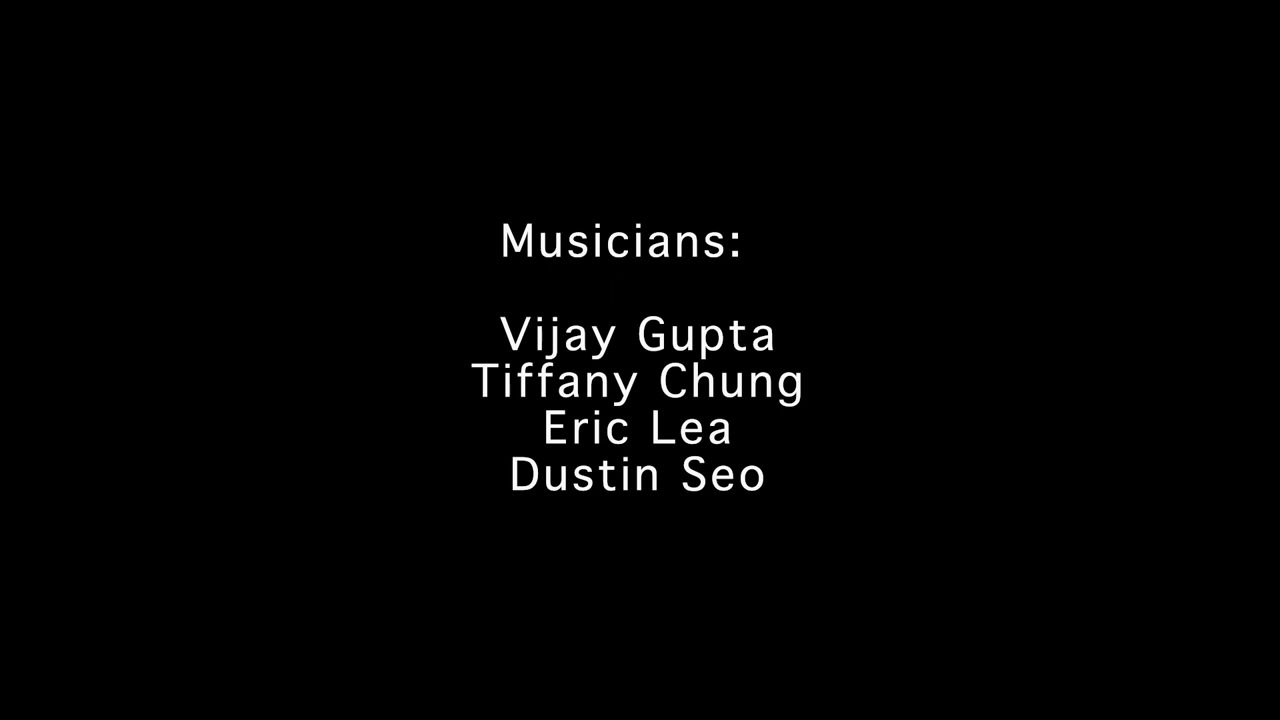 Musicians:
Vijay Gupta
Tiffany Chung
Eric Lea
Dustin Seo